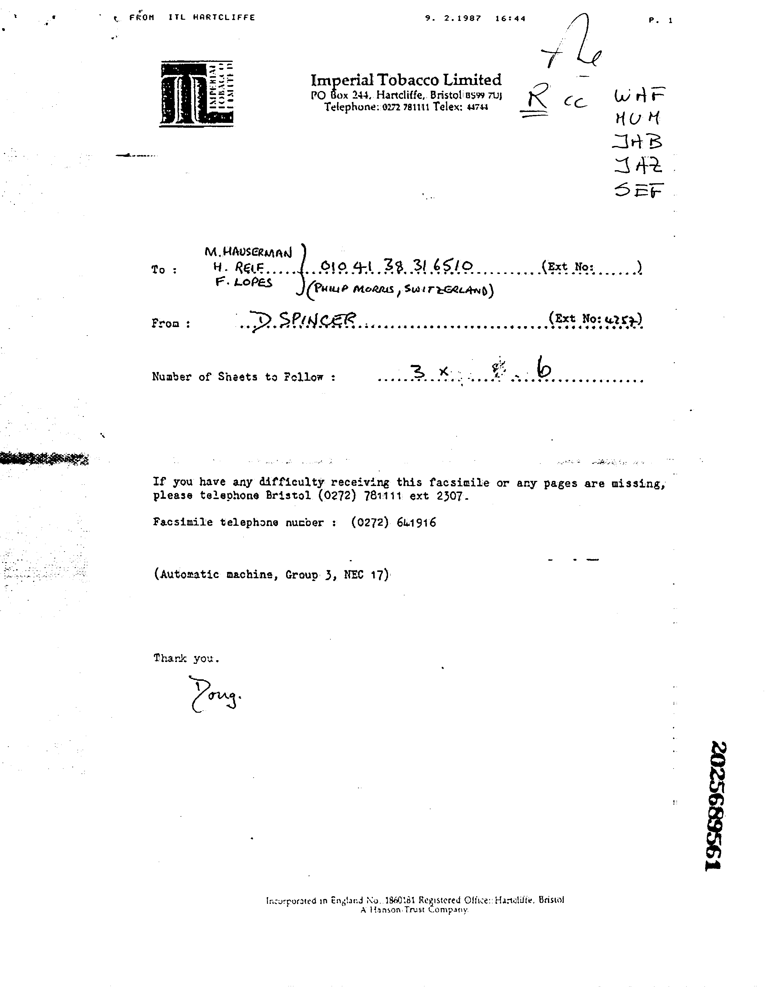 FROM ITL HARTCLIFFE 9. 2.1987 16:44 P. 1
ITL
IMPERIAL
TOBACCO
LIMITED
Imperial Tobacco Limited
PO Box 244, Hartcliffe, Bristol BS99 7UJ
Telephone: 0272 781111 Telex: 44744
R cc WHF
HUM
JHB
JAZ
SEF
M. HAUSERMAN
To : H. REIF 010 41 38 316510 (Ext No: )
F. LOPES (PHILIP MORRIS, SWITZERLAND)
From : D. SPINCER (Ext No: 4257)
Number of Sheets to Follow : 3 x 6
If you have any difficulty receiving this facsimile or any pages are missing,
please telephone Bristol (0272) 781111 ext 2307.
Facsimile telephone number : (0272) 641916
(Automatic machine, Group 3, NEC 17)
Thank you.
Doug.
2025689561
Incorporated in England No. 1860181 Registered Office: Hartcliffe, Bristol
A Hanson Trust Company